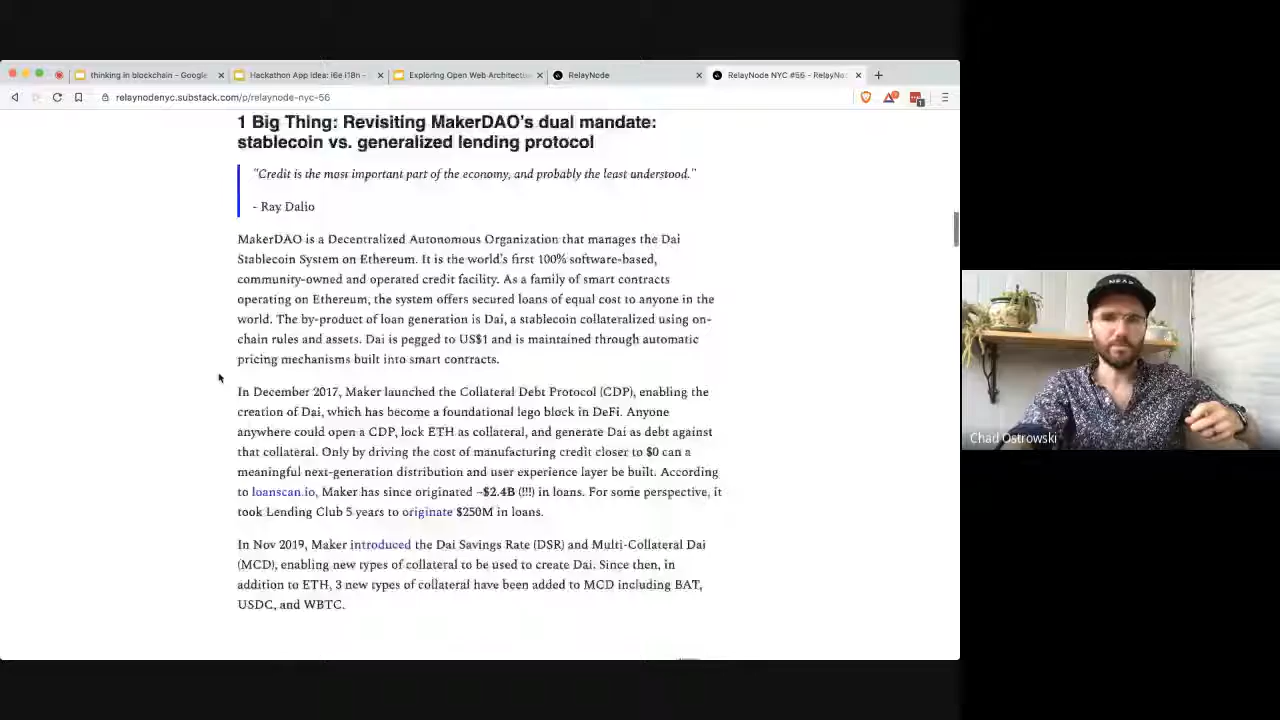 thinking in blockchain - Google
Hackathon App Idea: i6e i18n -
Exploring Open Web Architectu
RelayNode
RelayNode NYC #56 - RelayNo
relaynodenyc.substack.com/p/relaynode-nyc-56
1 Big Thing: Revisiting MakerDAO's dual mandate:
stablecoin vs. generalized lending protocol
"Credit is the most important part of the economy, and probably the least understood."
- Ray Dalio
MakerDAO is a Decentralized Autonomous Organization that manages the Dai
Stablecoin System on Ethereum. It is the world's first 100% software-based,
community-owned and operated credit facility. As a family of smart contracts
operating on Ethereum, the system offers secured loans of equal cost to anyone in the
world. The by-product of loan generation is Dai, a stablecoin collateralized using on-
chain rules and assets. Dai is pegged to US$1 and is maintained through automatic
pricing mechanisms built into smart contracts.
In December 2017, Maker launched the Collateral Debt Protocol (CDP), enabling the
creation of Dai, which has become a foundational lego block in DeFi. Anyone
anywhere could open a CDP, lock ETH as collateral, and generate Dai as debt against
that collateral. Only by driving the cost of manufacturing credit closer to $0 can a
meaningful next-generation distribution and user experience layer be built. According
to loanscan.io, Maker has since originated ~$2.4B (!!!) in loans. For some perspective, it
took Lending Club 5 years to originate $250M in loans.
In Nov 2019, Maker introduced the Dai Savings Rate (DSR) and Multi-Collateral Dai
(MCD), enabling new types of collateral to be used to create Dai. Since then, in
addition to ETH, 3 new types of collateral have been added to MCD including BAT,
USDC, and WBTC.
NEAR
Chad Ostrowski